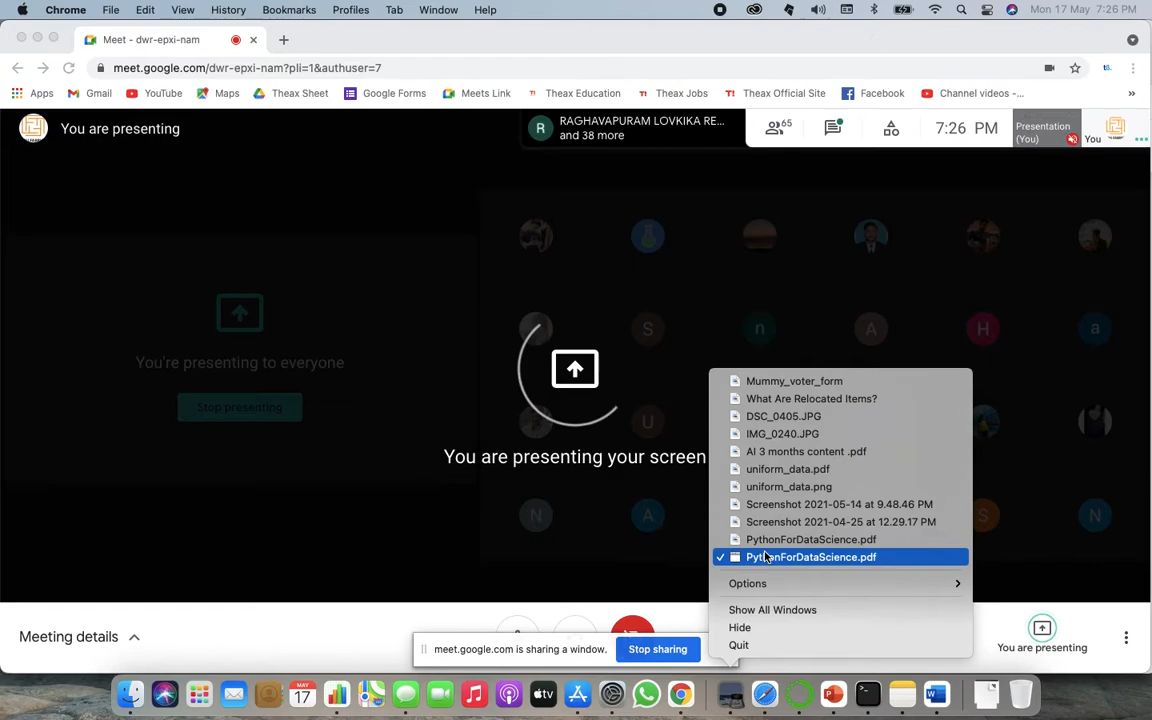 Chrome File Edit View History Bookmarks Profiles Tab Window Help Mon 17 May 7:26 PM
Meet - dwr-epxi-nam
meet.google.com/dwr-epxi-nam?pli=1&authuser=7
Apps Gmail YouTube Maps Theax Sheet Google Forms Meets Link Theax Education Theax Jobs Theax Official Site Facebook Channel videos -...
You are presenting
R RAGHAVAPURAM LOVKIKA RE...
and 38 more
65
7:26 PM
Presentation
(You)
You
S n A H a
You're presenting to everyone
Stop presenting
U S
You are presenting your screen
N A N
Mummy_voter_form
What Are Relocated Items?
DSC_0405.JPG
IMG_0240.JPG
AI 3 months content .pdf
uniform_data.pdf
uniform_data.png
Screenshot 2021-05-14 at 9.48.46 PM
Screenshot 2021-04-25 at 12.29.17 PM
PythonForDataScience.pdf
PythonForDataScience.pdf
Options
Show All Windows
Hide
Quit
Meeting details
meet.google.com is sharing a window. Stop sharing
You are presenting
MAY
17
tv
W